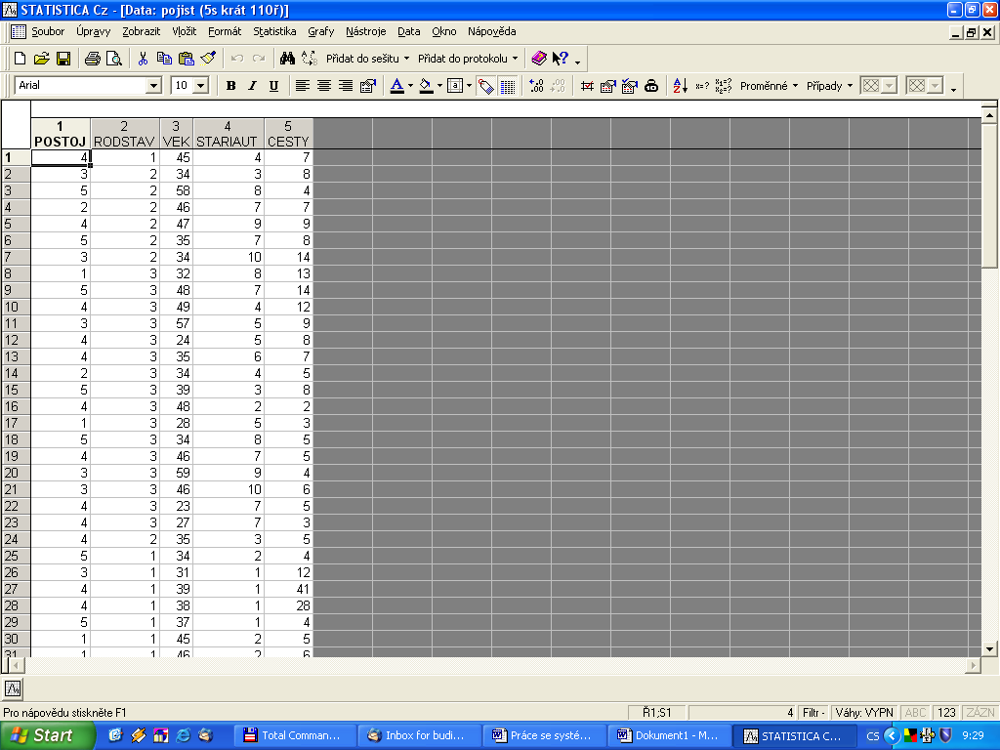 STATISTICA Cz - [Data: pojist (5s krát 110ř)]
Soubor Úpravy Zobrazit Vložit Formát Statistika Grafy Nástroje Data Okno Nápověda
Přidat do sešitu Přidat do protokolu
Arial 10 B I U Proměnné Případy
1 2 3 4 5
POSTOJ RODSTAV VEK STARIAUT CESTY
1 4 1 45 4 7
2 3 2 34 3 8
3 5 2 58 8 4
4 2 2 46 7 7
5 4 2 47 9 9
6 5 2 35 7 8
7 3 2 34 10 14
8 1 3 32 8 13
9 5 3 48 7 14
10 4 3 49 4 12
11 3 3 57 5 9
12 4 3 24 5 8
13 4 3 35 6 7
14 2 3 34 4 5
15 5 3 39 3 8
16 4 3 48 2 2
17 1 3 28 5 3
18 5 3 34 8 5
19 4 3 46 7 5
20 3 3 59 9 4
21 3 3 46 10 6
22 4 3 23 7 5
23 4 3 27 7 3
24 4 2 35 3 5
25 5 1 34 2 4
26 3 1 31 1 12
27 4 1 39 1 41
28 4 1 38 1 28
29 5 1 37 1 4
30 1 1 45 2 5
31 1 1 46 2 6
Pro nápovědu stiskněte F1 Ř1;S1 4 Filtr - Váhy: VYPN ABC 123 ZÁZN
Start Total Comman... Inbox for budi... Práce se systé... Dokument1 - M... STATISTICA C... CS 9:29